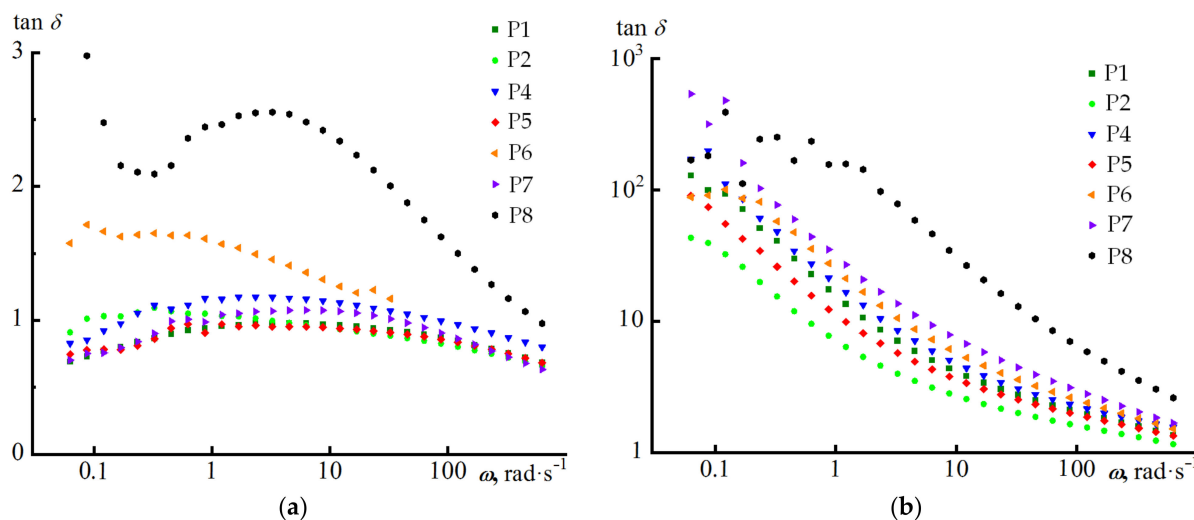 tan δ
3
2
1
0
0.1
1
10
100
ω, rad·s⁻¹
P1
P2
P4
P5
P6
P7
P8
(a)
tan δ
10³
10²
10
1
0.1
1
10
100
ω, rad·s⁻¹
P1
P2
P4
P5
P6
P7
P8
(b)